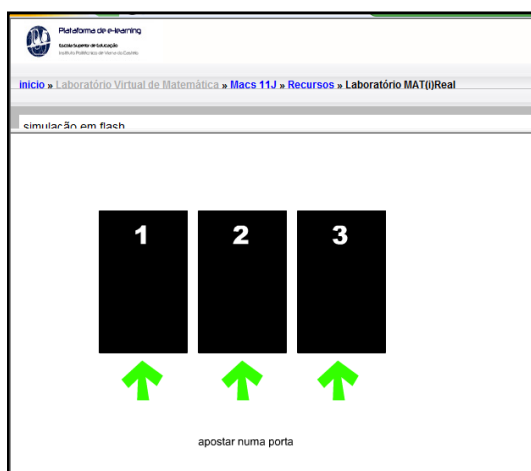 Plataforma de e-learning
Escola Superior de Educação
Instituto Politécnico de Viana do Castelo
início » Laboratório Virtual de Matemática » Macs 11J » Recursos » Laboratório MAT(i)Real
simulação em flash
1 2 3
apostar numa porta